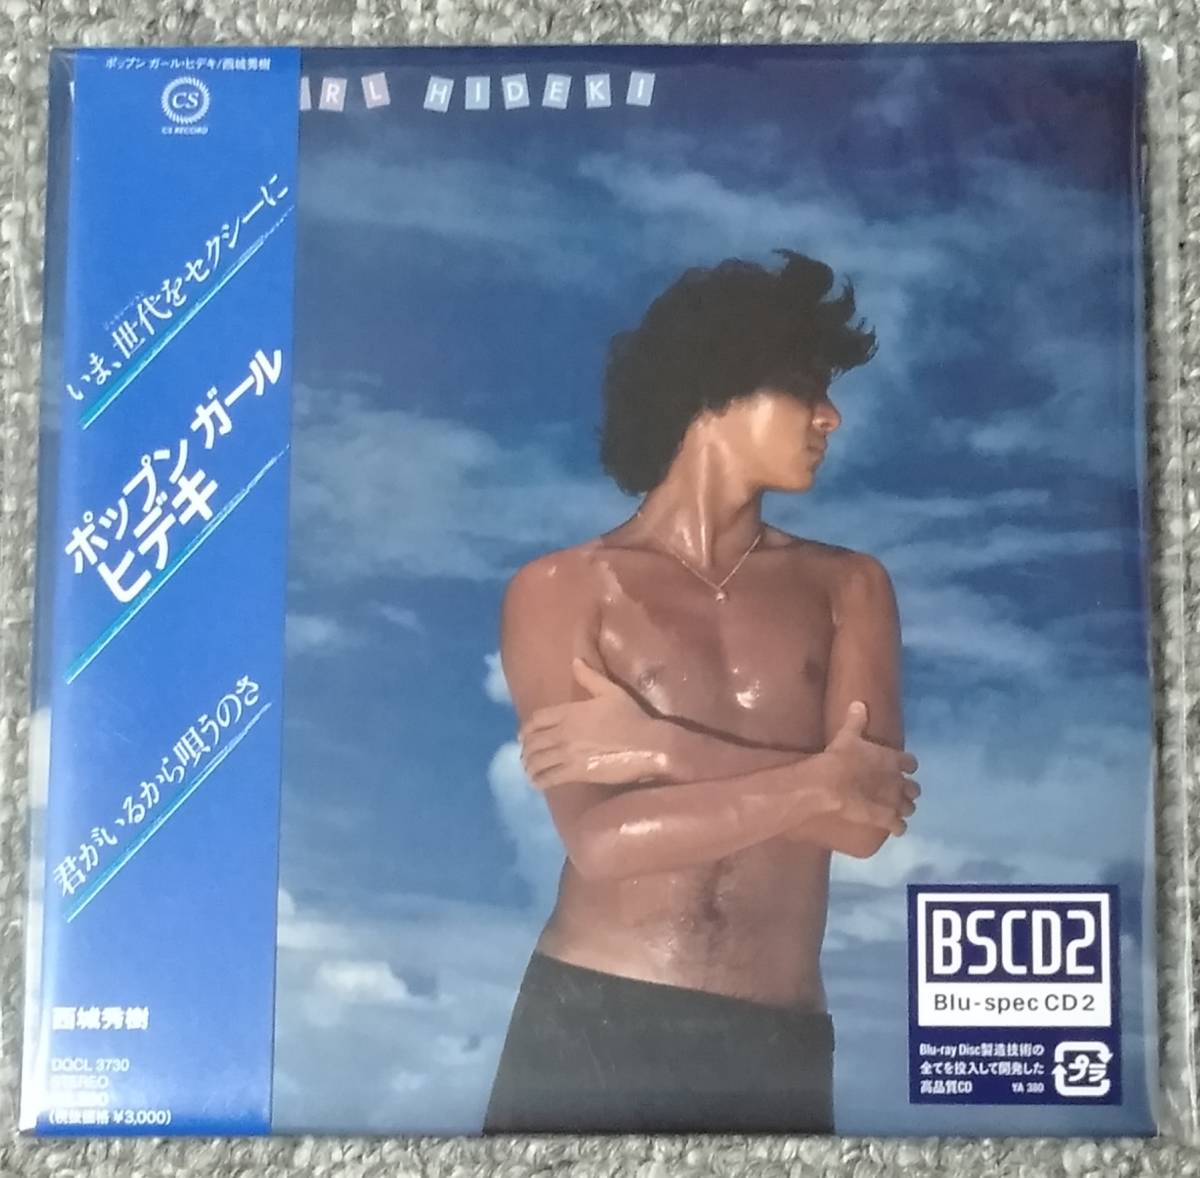 ポップン ガール・ヒデキ/西城秀樹
CS
CS RECORD
IRL HIDEKI
いま、世代をセクシーに
ポップン ガール
ヒデキ
君がいるから唄うのさ
西城秀樹
DQCL 3730
STEREO
(税抜価格 ¥3,000)
BSCD2
Blu-spec CD2
Blu-ray Disc製造技術の
全てを投入して開発した
高品質CD YA 380
プラ